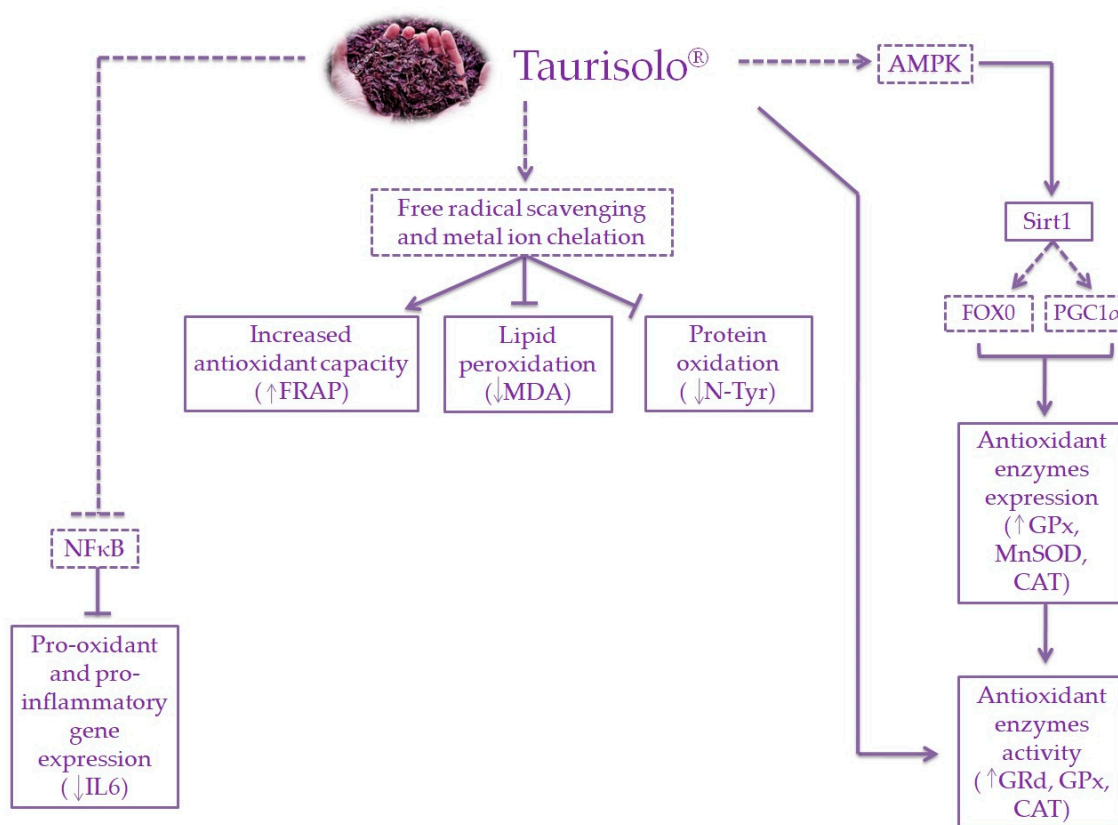 Taurisolo®
AMPK
Free radical scavenging
and metal ion chelation
Sirt1
FOX0
PGC1α
Increased
antioxidant capacity
(↑FRAP)
Lipid
peroxidation
(↓MDA)
Protein
oxidation
(↓N-Tyr)
Antioxidant
enzymes
expression
(↑GPx,
MnSOD,
CAT)
NFκB
Pro-oxidant
and pro-
inflammatory
gene
expression
(↓IL6)
Antioxidant
enzymes
activity
(↑GRd, GPx,
CAT)